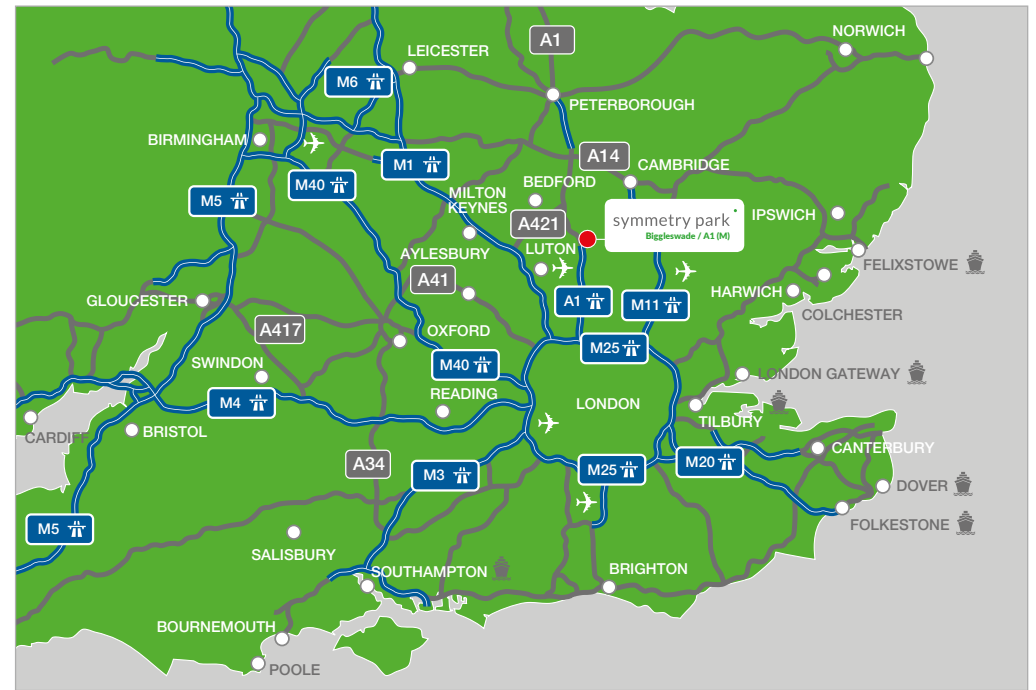 NORWICH
A1
LEICESTER
M6
PETERBOROUGH
BIRMINGHAM
A14
M1
CAMBRIDGE
M40
BEDFORD
M5
MILTON
KEYNES
A421
symmetry park
Biggleswade / A1 (M)
IPSWICH
AYLESBURY
LUTON
FELIXSTOWE
A41
HARWICH
GLOUCESTER
A1
M11
COLCHESTER
A417
OXFORD
M25
SWINDON
M40
LONDON GATEWAY
READING
M4
LONDON
TILBURY
CARDIFF
BRISTOL
CANTERBURY
A34
M3
M25
M20
DOVER
M5
FOLKESTONE
SALISBURY
SOUTHAMPTON
BRIGHTON
BOURNEMOUTH
POOLE